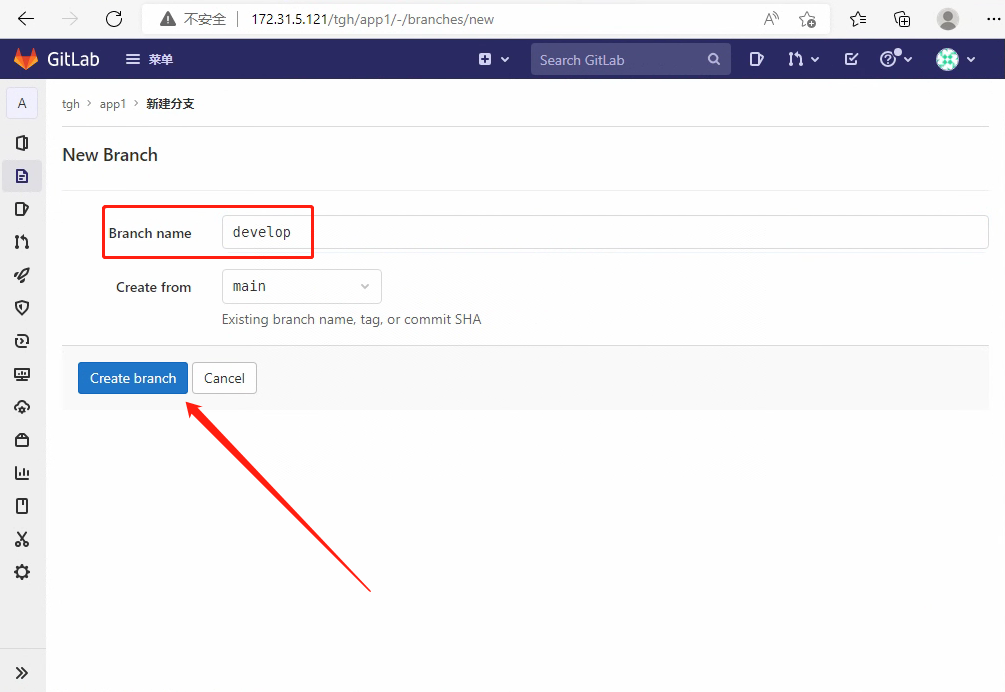 不安全 | 172.31.5.121/tgh/app1/-/branches/new
GitLab 菜单 Search GitLab
A
tgh > app1 > 新建分支
New Branch
Branch name develop
Create from main
Existing branch name, tag, or commit SHA
Create branch Cancel